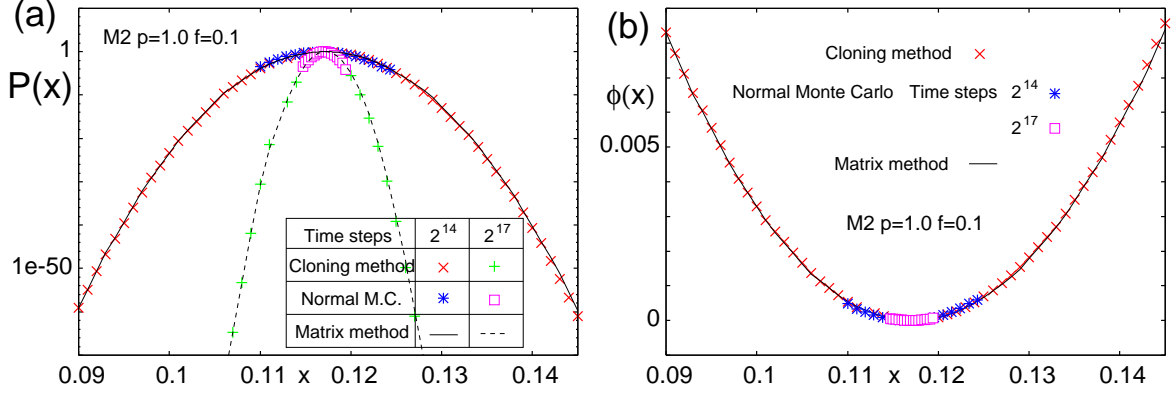 (a)
M2 p=1.0 f=0.1
1
P(x)
1e-50
Time steps 2^14 2^17
Cloning method
Normal M.C.
Matrix method
0.09 0.1 0.11 x 0.12 0.13 0.14
(b)
Cloning method
ϕ(x)
Normal Monte Carlo Time steps 2^14
2^17
0.005
Matrix method
M2 p=1.0 f=0.1
0
0.09 0.1 0.11 x 0.12 0.13 0.14